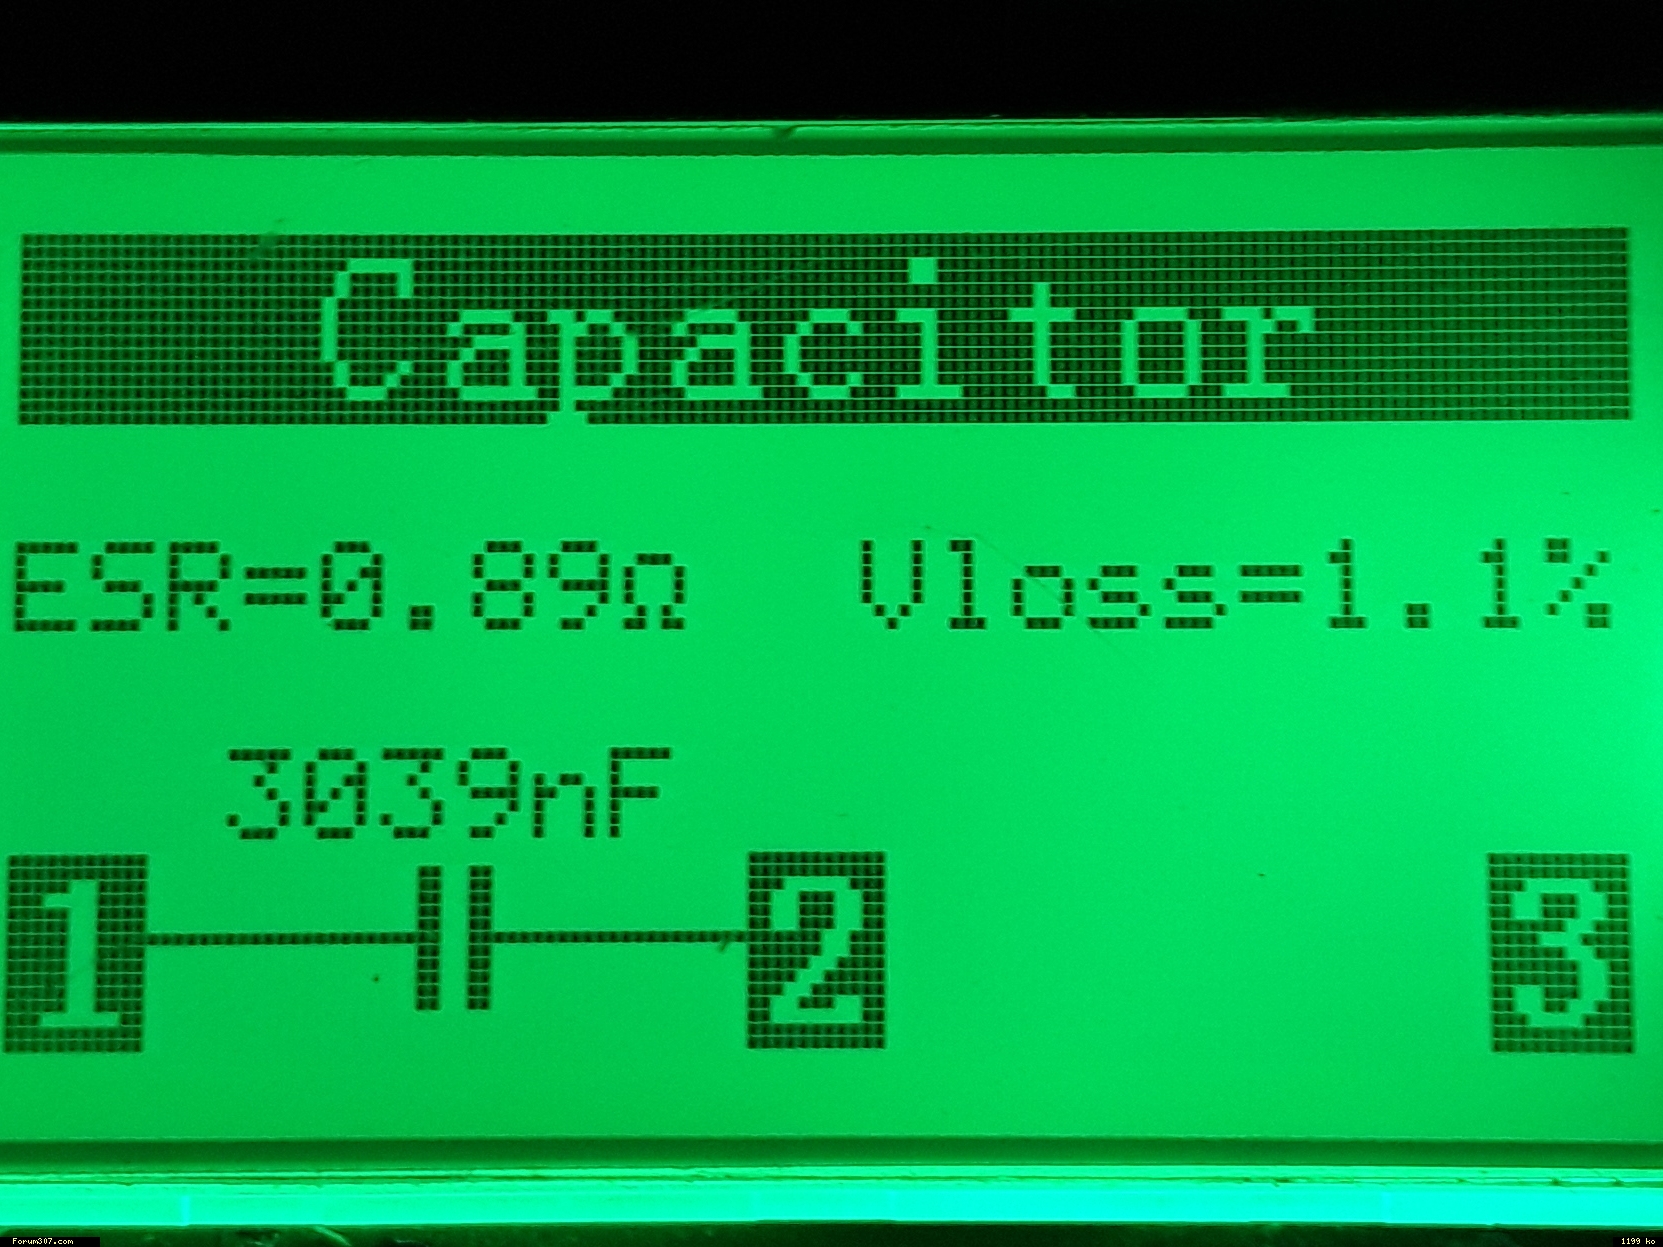 Capacitor
ESR=0.89Ω Vloss=1.1%
3039nF
1 2 3
Forum307.com 1199 ko